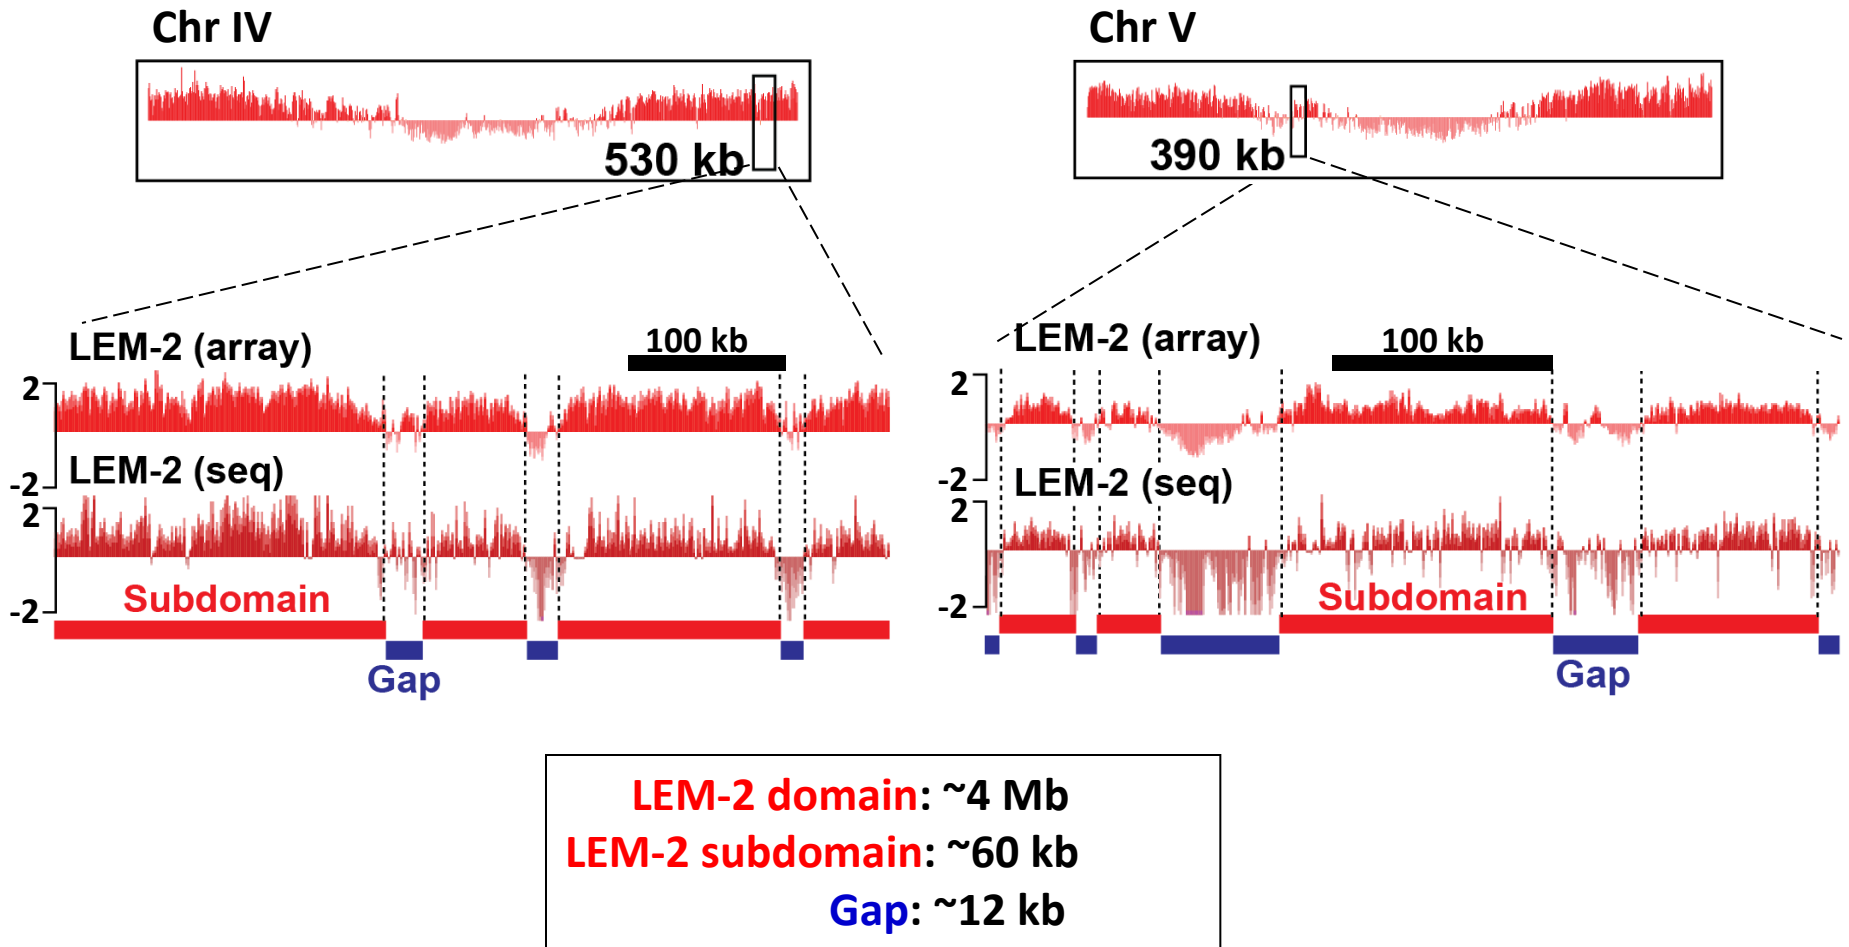 Chr IV
530 kb
LEM-2 (array)
100 kb
2
-2
LEM-2 (seq)
2
-2
Subdomain
Gap
Chr V
390 kb
LEM-2 (array)
100 kb
2
-2
LEM-2 (seq)
2
-2
Subdomain
Gap
LEM-2 domain: ~4 Mb
LEM-2 subdomain: ~60 kb
Gap: ~12 kb